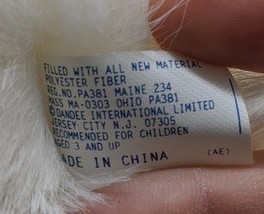 FILLED WITH ALL NEW MATERIAL
POLYESTER FIBER
REG.NO.PA381 MAINE 234
MASS MA-0303 OHIO PA381
©DANDEE INTERNATIONAL LIMITED
JERSEY CITY N.J. 07305
RECOMMENDED FOR CHILDREN
AGED 3 AND UP
MADE IN CHINA (AE)